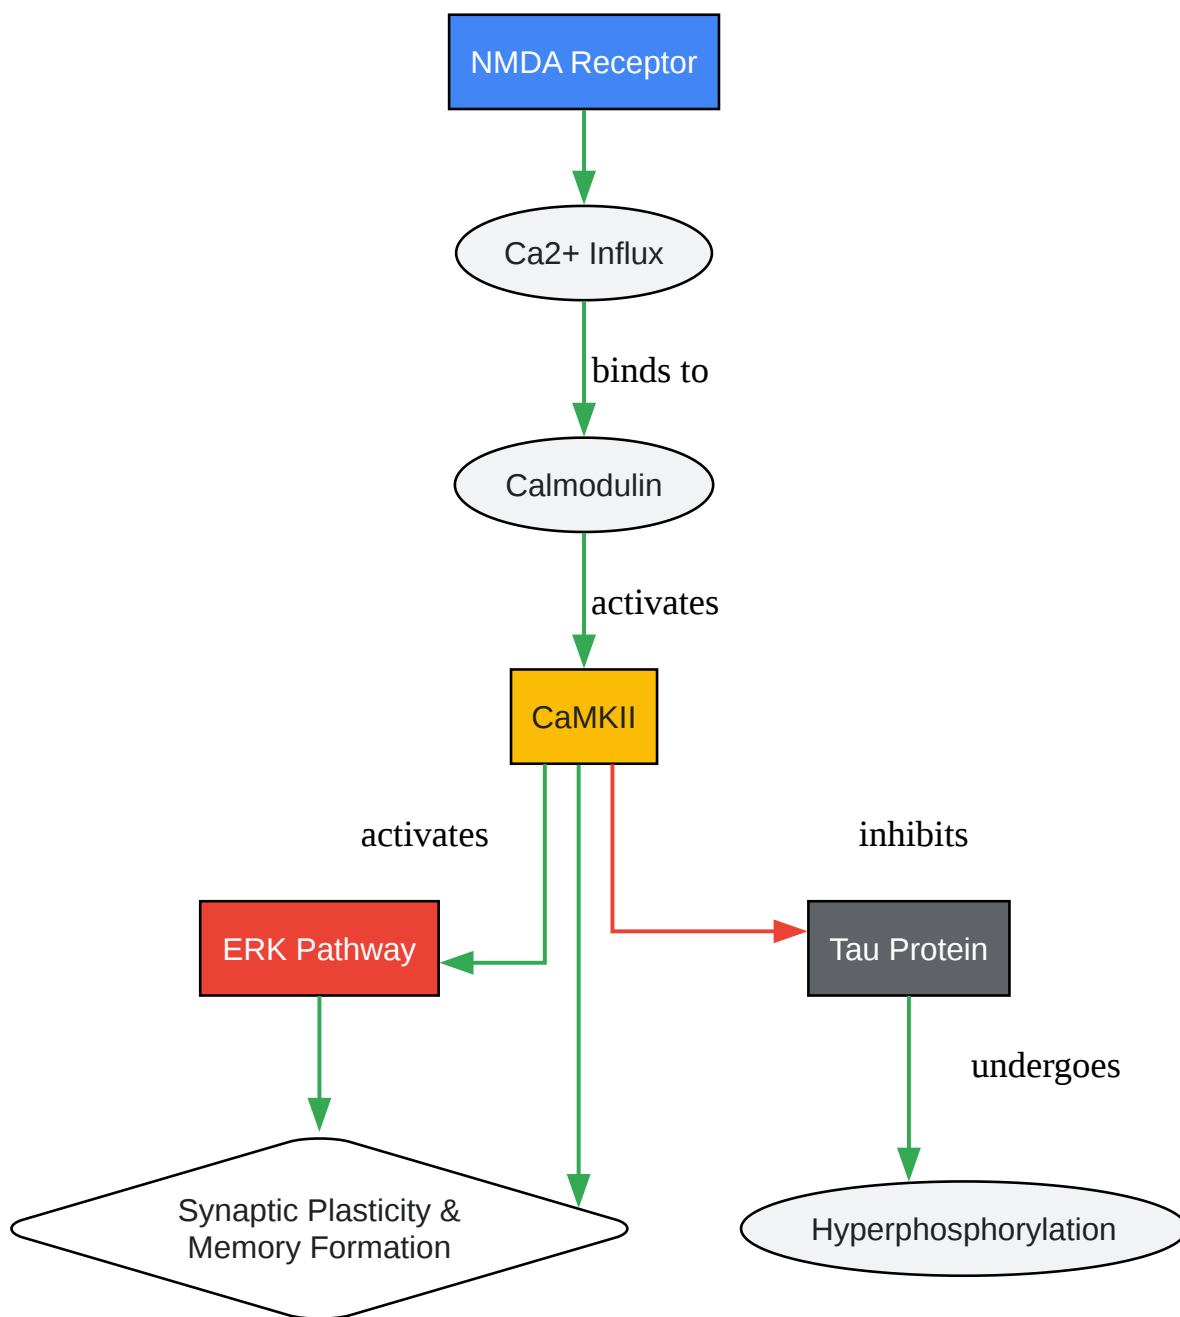 NMDA Receptor
Ca2+ Influx
binds to
Calmodulin
activates
CaMKII
activates
inhibits
ERK Pathway
Tau Protein
undergoes
Synaptic Plasticity &
Memory Formation
Hyperphosphorylation